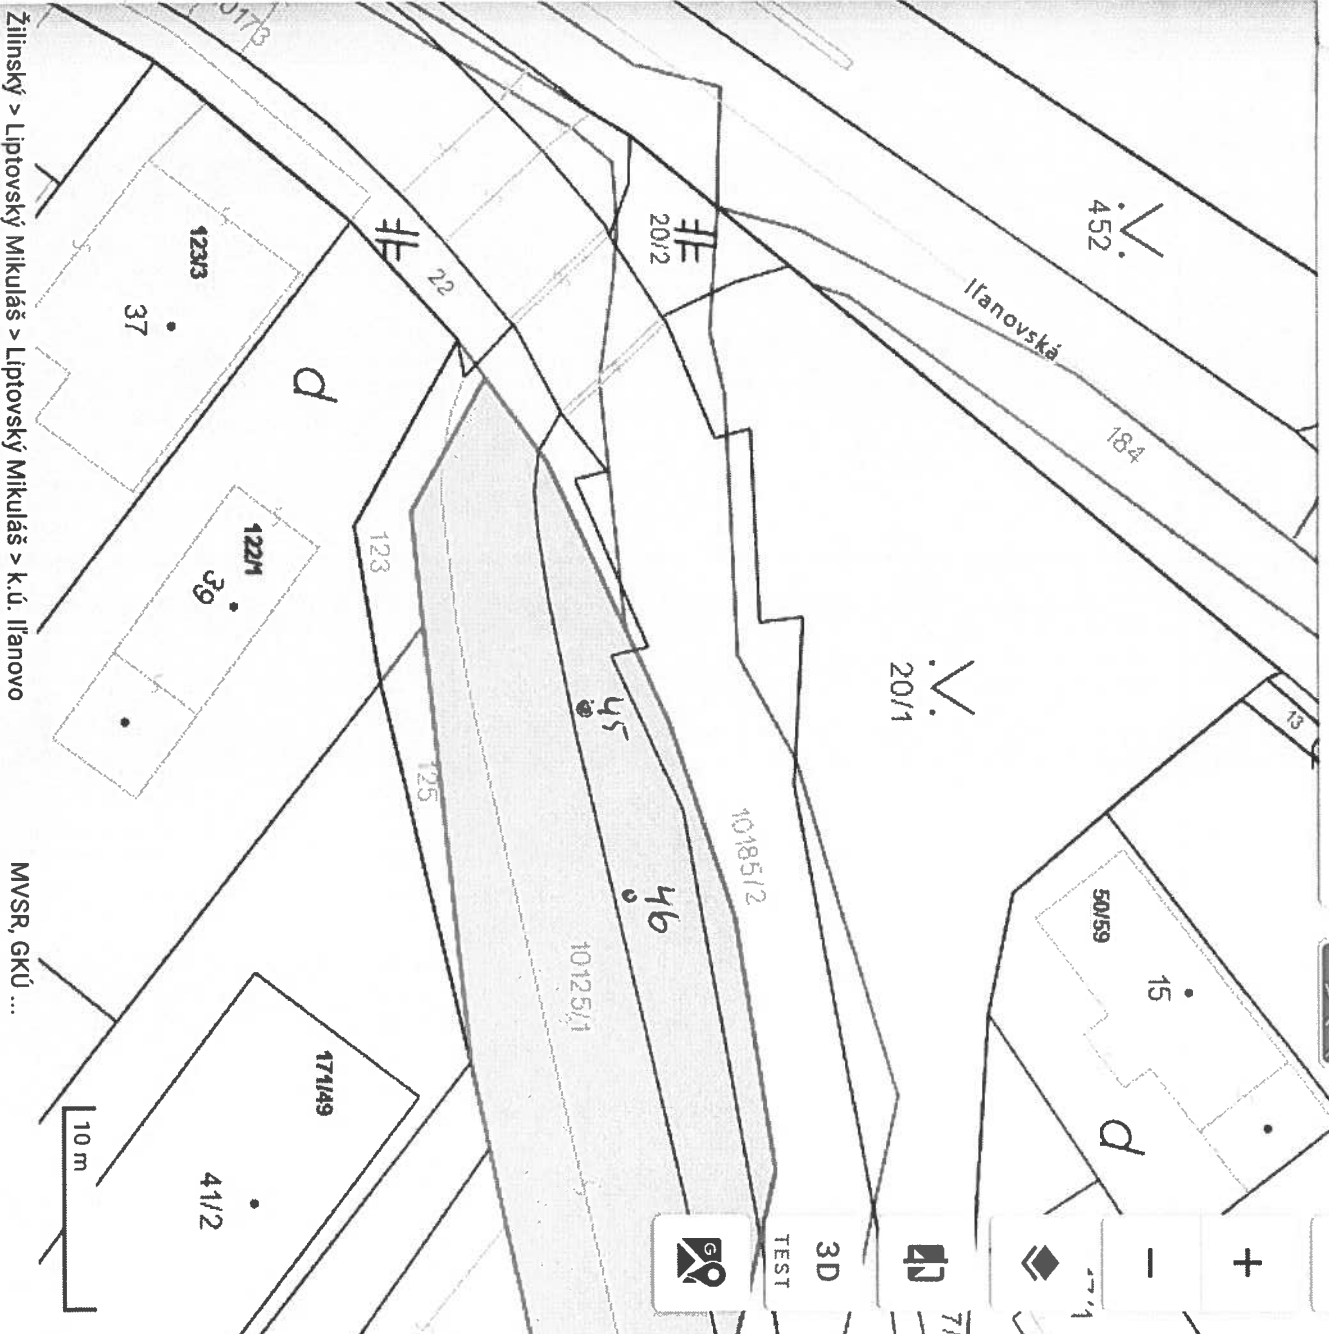 Žilinský > Liptovský Mikuláš > Liptovský Mikuláš > k.ú. Iľanovo
MVSR, GKÚ ...
10 m
452
Iľanovská
184
20/2
22
123/3
37
d
122/1
39
123
125
20/1
13
45
46
10185/2
10125/1
50/59
15
d
171/49
41/2
3D
TEST
G
+
−